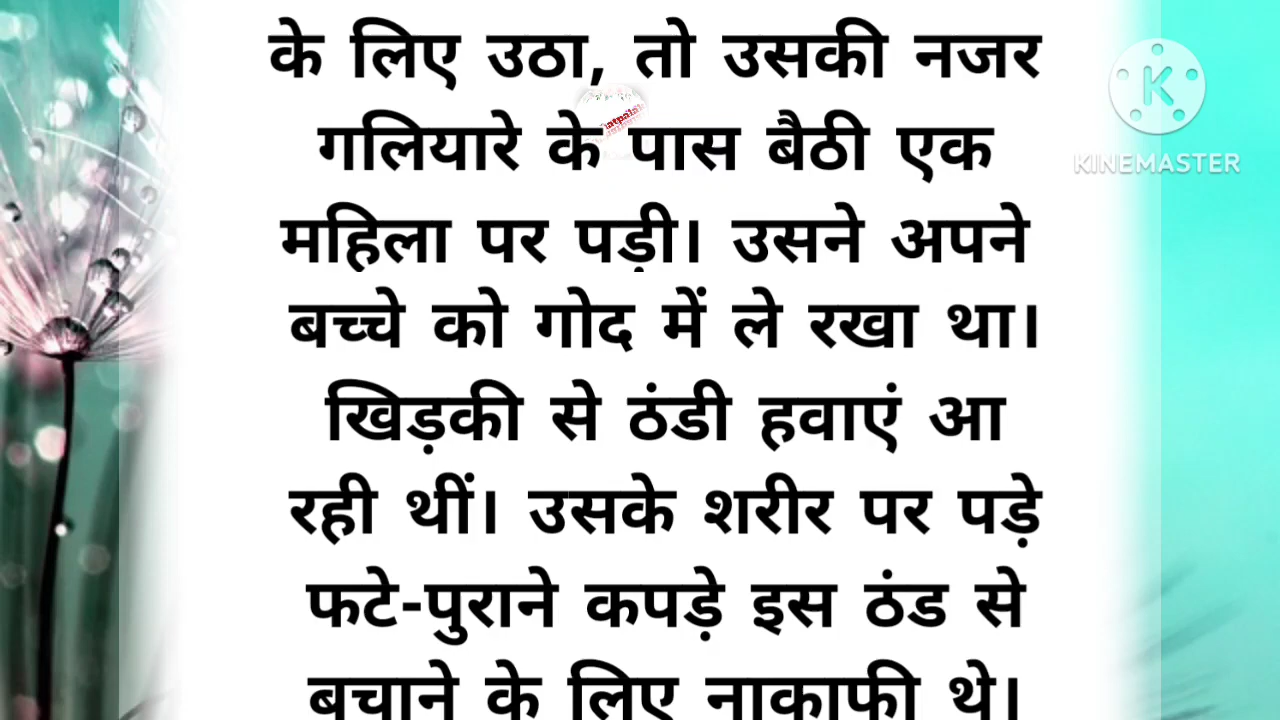 के लिए उठा, तो उसकी नजर
गलियारे के पास बैठी एक
महिला पर पड़ी। उसने अपने
बच्चे को गोद में ले रखा था।
खिड़की से ठंडी हवाएं आ
रही थीं। उसके शरीर पर पड़े
फटे-पुराने कपड़े इस ठंड से
बचाने के लिए नाकाफी थे।
K
KINEMASTER